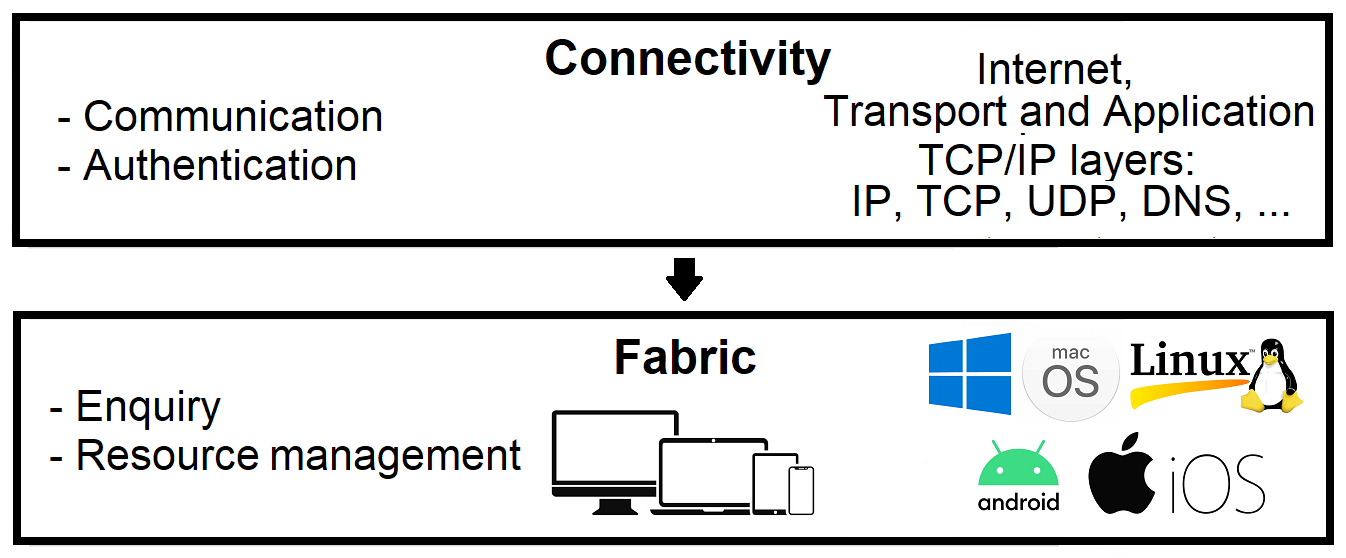 Connectivity
- Communication
- Authentication
Internet,
Transport and Application
TCP/IP layers:
IP, TCP, UDP, DNS, ...
Fabric
- Enquiry
- Resource management
mac
OS
Linux™
android
iOS